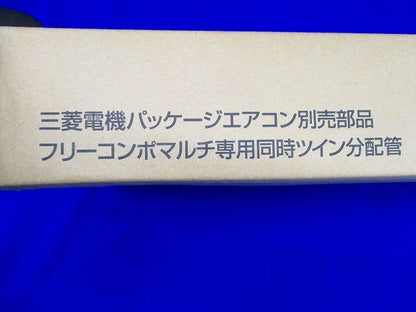 三菱電機パッケージエアコン別売部品
フリーコンポマルチ専用同時ツイン分配管